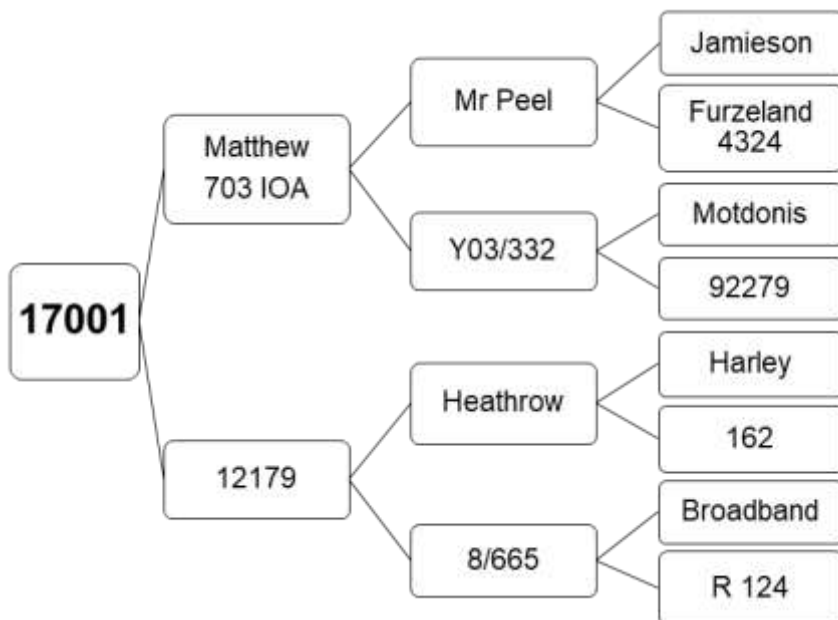 17001
Matthew
703 IOA
12179
Mr Peel
Y03/332
Heathrow
8/665
Jamieson
Furzeland
4324
Motdonis
92279
Harley
162
Broadband
R 124